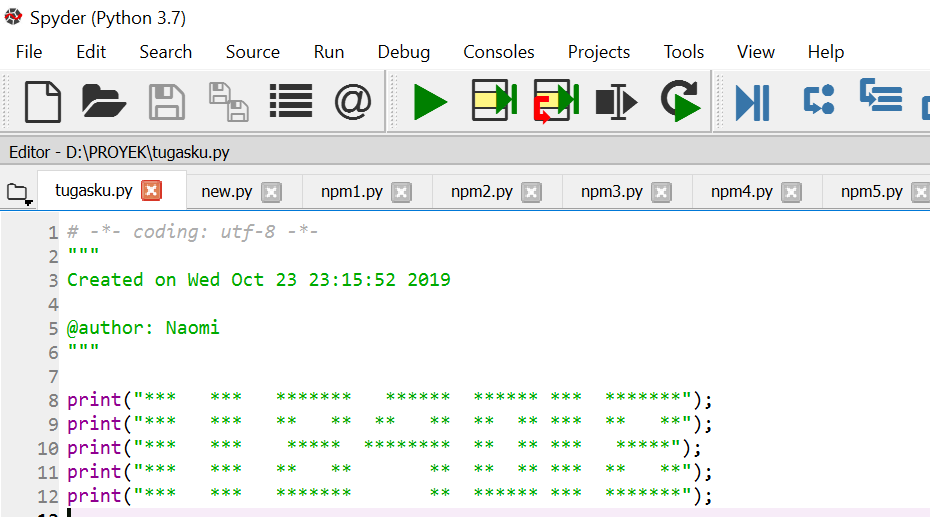 Spyder (Python 3.7)
File Edit Search Source Run Debug Consoles Projects Tools View Help
@
Editor - D:\PROYEK\tugasku.py
tugasku.py new.py npm1.py npm2.py npm3.py npm4.py npm5.py
1 # -*- coding: utf-8 -*-
2 """
3 Created on Wed Oct 23 23:15:52 2019
4
5 @author: Naomi
6 """
7
8 print("***   ***   *******   ******  ****** ***  *******");
9 print("***   ***   **   **  **   **  **  ** ***  **   **");
10 print("***   ***    *****  ********  **  ** ***   *****");
11 print("***   ***   **   **       **  **  ** ***  **   **");
12 print("***   ***   *******       **  ****** ***  *******");
13